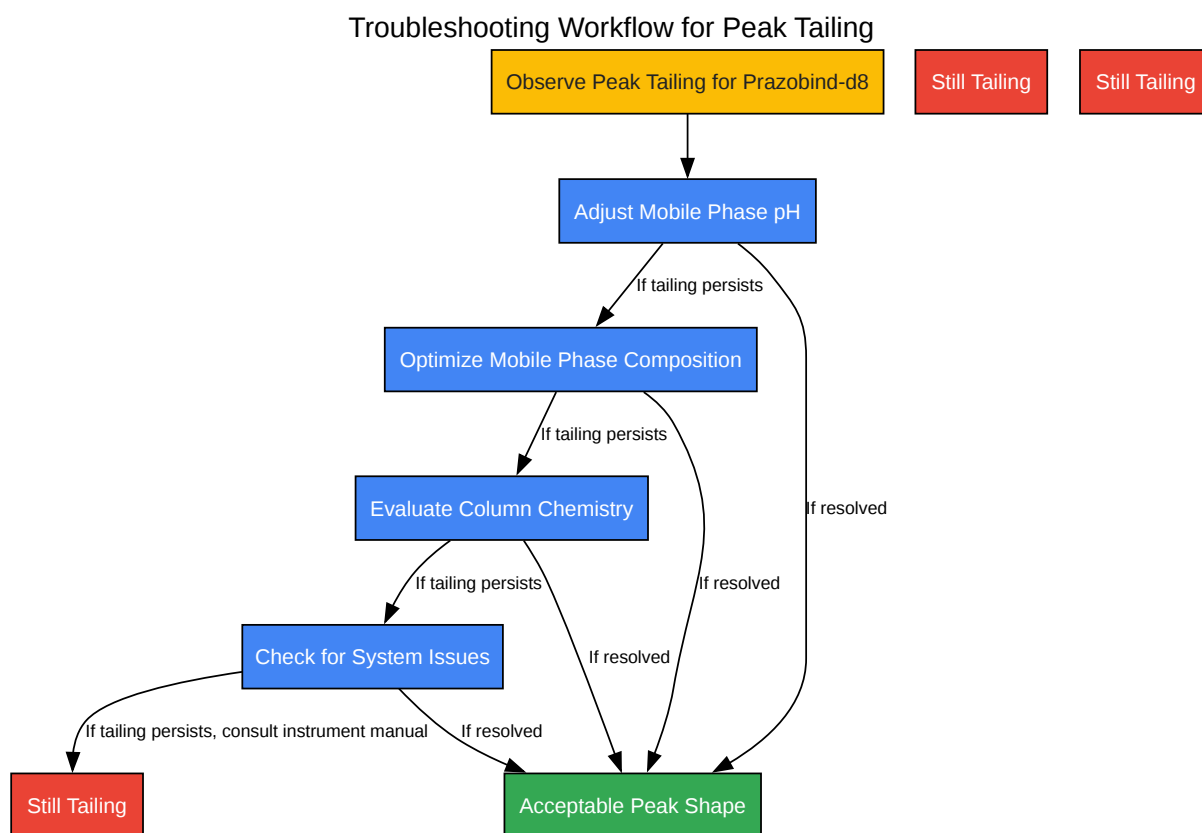 Troubleshooting Workflow for Peak Tailing
Observe Peak Tailing for Prazobind-d8
Still Tailing
Still Tailing
Adjust Mobile Phase pH
If tailing persists
Optimize Mobile Phase Composition
If tailing persists
If resolved
Evaluate Column Chemistry
If tailing persists
If resolved
If resolved
Check for System Issues
If tailing persists, consult instrument manual
If resolved
Still Tailing
Acceptable Peak Shape